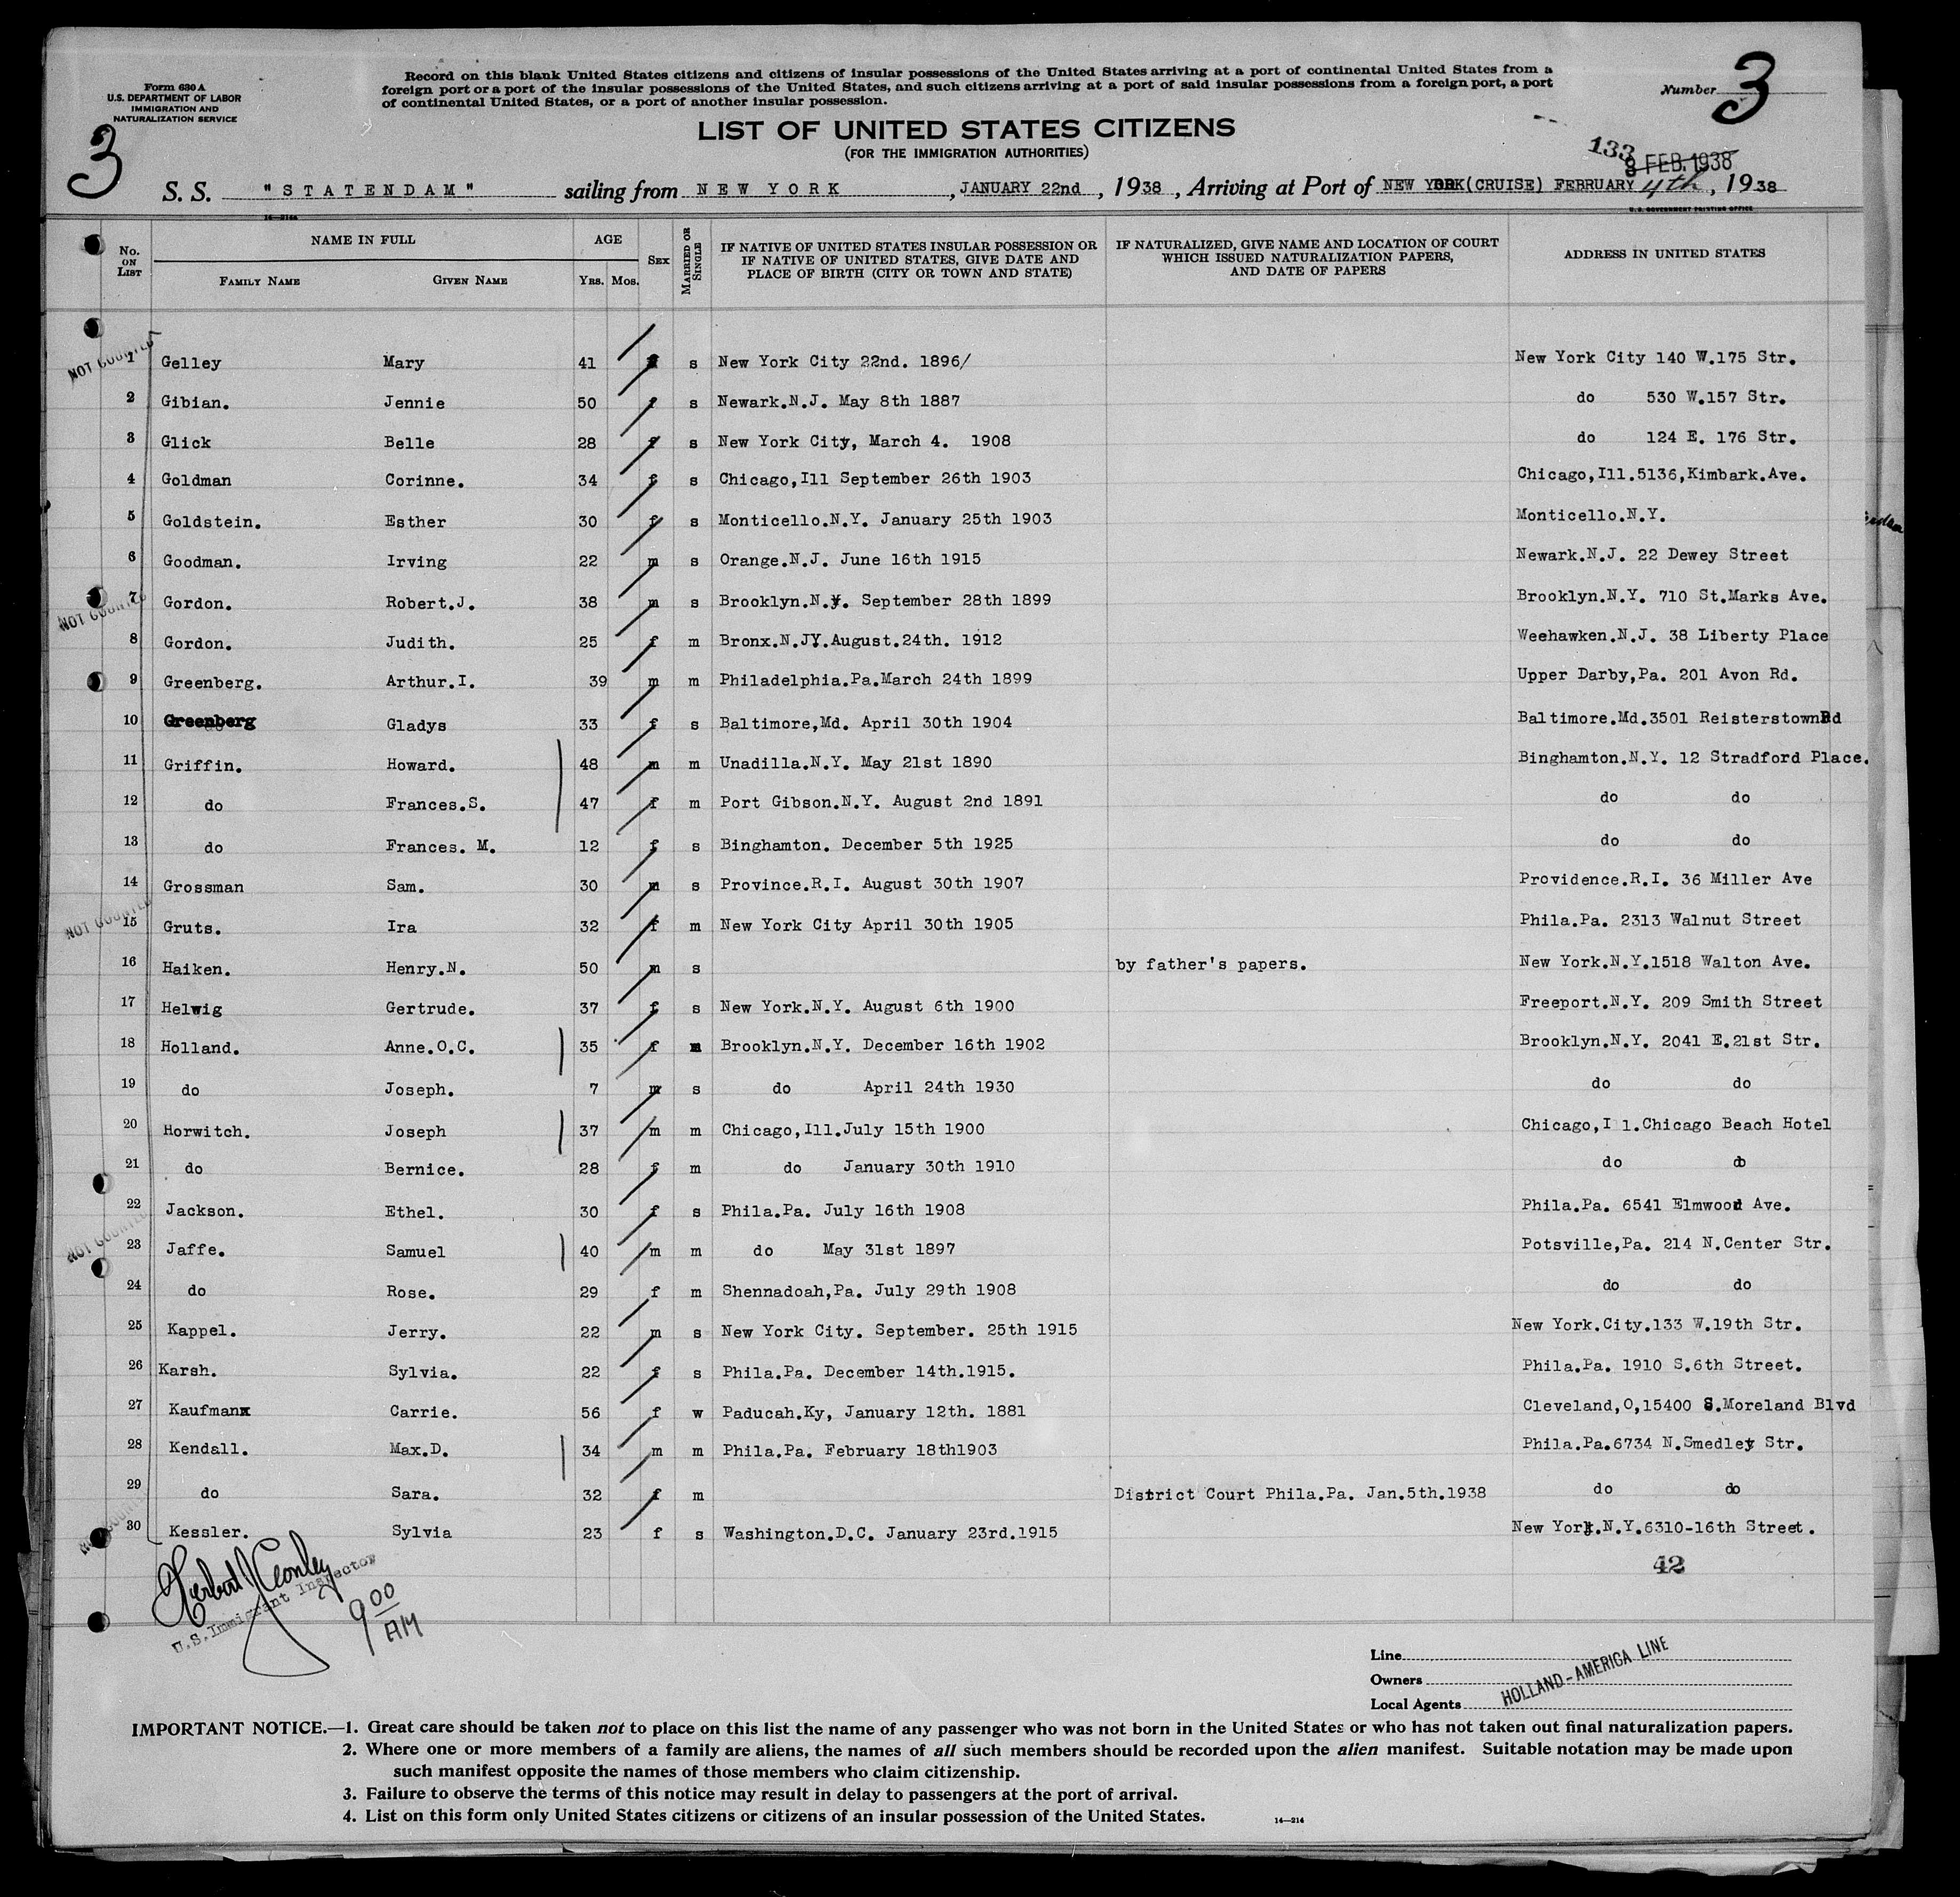 Form 630 A
U.S. DEPARTMENT OF LABOR
IMMIGRATION AND
NATURALIZATION SERVICE
Record on this blank United States citizens and citizens of insular possessions of the United States arriving at a port of continental United States from a
foreign port or a port of the insular possessions of the United States, and such citizens arriving at a port of said insular possessions from a foreign port, a port
of continental United States, or a port of another insular possession.
Number 3
3
LIST OF UNITED STATES CITIZENS
(FOR THE IMMIGRATION AUTHORITIES)
133
8 FEB. 1938
S. S. "STATENDAM" sailing from NEW YORK, JANUARY 22nd, 1938, Arriving at Port of NEW YORK (CRUISE) FEBRUARY 4th, 1938
U. S. GOVERNMENT PRINTING OFFICE
No. ON LIST
NAME IN FULL
FAMILY NAME GIVEN NAME
AGE
YRS. MOS.
SEX
MARRIED OR SINGLE
IF NATIVE OF UNITED STATES INSULAR POSSESSION OR
IF NATIVE OF UNITED STATES, GIVE DATE AND
PLACE OF BIRTH (CITY OR TOWN AND STATE)
IF NATURALIZED, GIVE NAME AND LOCATION OF COURT
WHICH ISSUED NATURALIZATION PAPERS,
AND DATE OF PAPERS
ADDRESS IN UNITED STATES
NOT COUNTED
1 Gelley Mary 41 f s New York City 22nd. 1896/ New York City 140 W.175 Str.
2 Gibian. Jennie 50 f s Newark.N.J. May 8th 1887 do 530 W.157 Str.
3 Glick Belle 28 f s New York City, March 4. 1908 do 124 E. 176 Str.
4 Goldman Corinne. 34 f s Chicago,Ill September 26th 1903 Chicago,Ill.5136,Kimbark.Ave.
5 Goldstein. Esther 30 f s Monticello.N.Y. January 25th 1903 Monticello.N.Y.
6 Goodman. Irving 22 m s Orange.N.J. June 16th 1915 Newark.N.J. 22 Dewey Street
NOT COUNTED
7 Gordon. Robert.J. 38 m s Brooklyn.N.Y. September 28th 1899 Brooklyn.N.Y. 710 St.Marks Ave.
8 Gordon. Judith. 25 f m Bronx.N.JY.August.24th. 1912 Weehawken.N.J. 38 Liberty Place
9 Greenberg. Arthur.I. 39 m m Philadelphia.Pa.March 24th 1899 Upper Darby,Pa. 201 Avon Rd.
10 Greenberg Gladys 33 f s Baltimore,Md. April 30th 1904 Baltimore.Md.3501 ReisterstownRd
11 Griffin. Howard. 48 m m Unadilla.N.Y. May 21st 1890 Binghamton.N.Y. 12 Stradford Place.
12 do Frances.S. 47 f m Port Gibson.N.Y. August 2nd 1891 do do
13 do Frances. M. 12 f s Binghamton. December 5th 1925 do do
14 Grossman Sam. 30 m s Province.R.I. August 30th 1907 Providence.R.I. 36 Miller Ave
NOT COUNTED
15 Gruts. Ira 32 f m New York City April 30th 1905 Phila.Pa. 2313 Walnut Street
16 Haiken. Henry.N. 50 m s by father's papers. New York.N.Y.1518 Walton Ave.
17 Helwig Gertrude. 37 f s New York.N.Y. August 6th 1900 Freeport.N.Y. 209 Smith Street
18 Holland. Anne.O.C. 35 f m Brooklyn.N.Y. December 16th 1902 Brooklyn.N.Y. 2041 E.21st Str.
19 do Joseph. 7 m s do April 24th 1930 do do
20 Horwitch. Joseph 37 m m Chicago,Ill.July 15th 1900 Chicago,I l.Chicago Beach Hotel
21 do Bernice. 28 f m do January 30th 1910 do do
22 Jackson. Ethel. 30 f s Phila.Pa. July 16th 1908 Phila.Pa. 6541 Elmwood Ave.
NOT COUNTED
23 Jaffe. Samuel 40 m m do May 31st 1897 Potsville,Pa. 214 N.Center Str.
24 do Rose. 29 f m Shennadoah,Pa. July 29th 1908 do do
25 Kappel. Jerry. 22 m s New York City. September. 25th 1915 New York.City.133 W.19th Str.
26 Karsh. Sylvia. 22 f s Phila.Pa. December 14th.1915. Phila.Pa. 1910 S.6th Street.
27 Kaufmann Carrie. 56 f w Paducah.Ky, January 12th. 1881 Cleveland,O,15400 S.Moreland Blvd
28 Kendall. Max.D. 34 m m Phila.Pa. February 18th1903 Phila.Pa.6734 N.Smedley Str.
29 do Sara. 32 f m District Court Phila.Pa. Jan.5th.1938 do do
NOT COUNTED
30 Kessler. Sylvia 23 f s Washington.D.C. January 23rd.1915 New York.N.Y.6310-16th Street.
42
Herbert J Conley
U.S. Immigrant Inspector
9 00 AM
Line
Owners
Local Agents
HOLLAND-AMERICA LINE
IMPORTANT NOTICE.—1. Great care should be taken not to place on this list the name of any passenger who was not born in the United States or who has not taken out final naturalization papers.
2. Where one or more members of a family are aliens, the names of all such members should be recorded upon the alien manifest. Suitable notation may be made upon
such manifest opposite the names of those members who claim citizenship.
3. Failure to observe the terms of this notice may result in delay to passengers at the port of arrival.
4. List on this form only United States citizens or citizens of an insular possession of the United States.
14—214